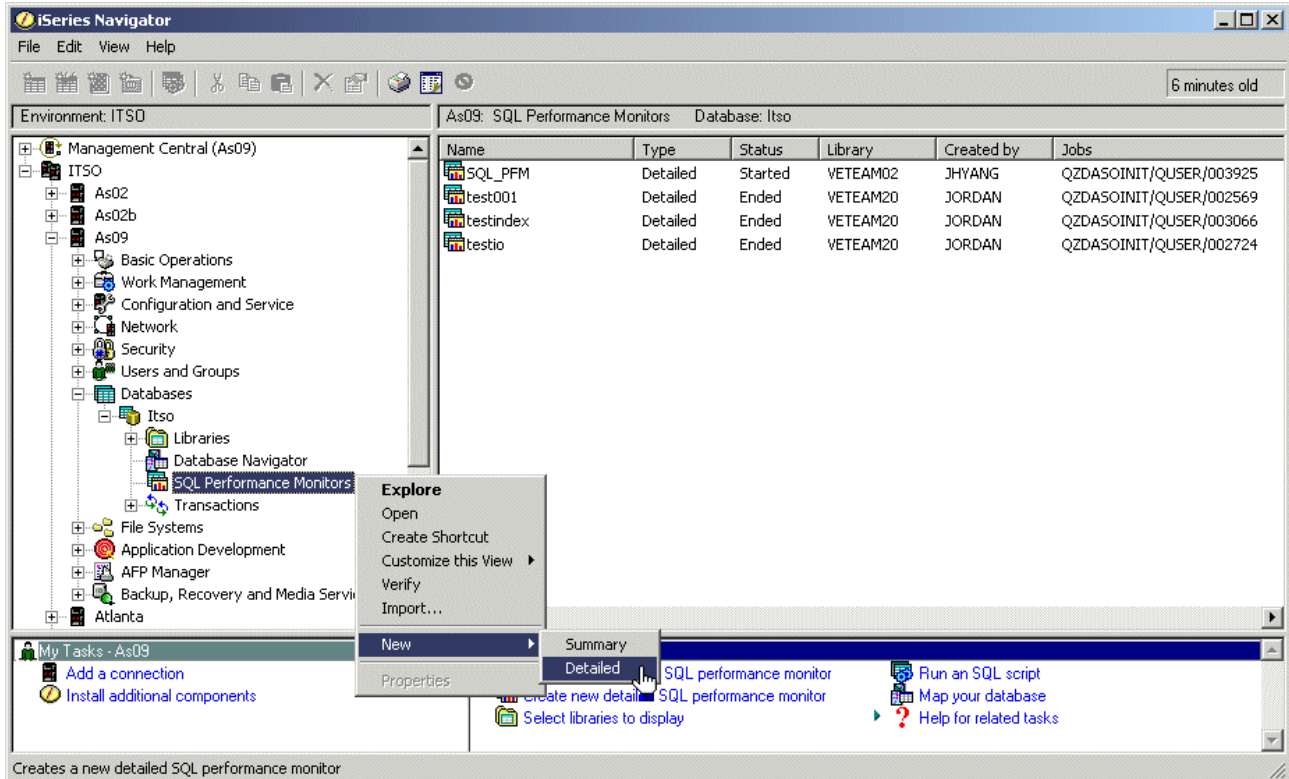 iSeries Navigator
File Edit View Help
6 minutes old
Environment: ITSO
As09: SQL Performance Monitors Database: Itso
Management Central (As09)
ITSO
As02
As02b
As09
Basic Operations
Work Management
Configuration and Service
Network
Security
Users and Groups
Databases
Itso
Libraries
Database Navigator
SQL Performance Monitors
Transactions
File Systems
Application Development
AFP Manager
Backup, Recovery and Media Servi
Atlanta
Name Type Status Library Created by Jobs
SQL_PFM Detailed Started VETEAM02 JHYANG QZDASOINIT/QUSER/003925
test001 Detailed Ended VETEAM20 JORDAN QZDASOINIT/QUSER/002569
testindex Detailed Ended VETEAM20 JORDAN QZDASOINIT/QUSER/003066
testio Detailed Ended VETEAM20 JORDAN QZDASOINIT/QUSER/002724
Explore
Open
Create Shortcut
Customize this View
Verify
Import...
New
Properties
Summary
Detailed
My Tasks - As09
Add a connection
Install additional components
SQL performance monitor
Create new detailed SQL performance monitor
Select libraries to display
Run an SQL script
Map your database
Help for related tasks
Creates a new detailed SQL performance monitor